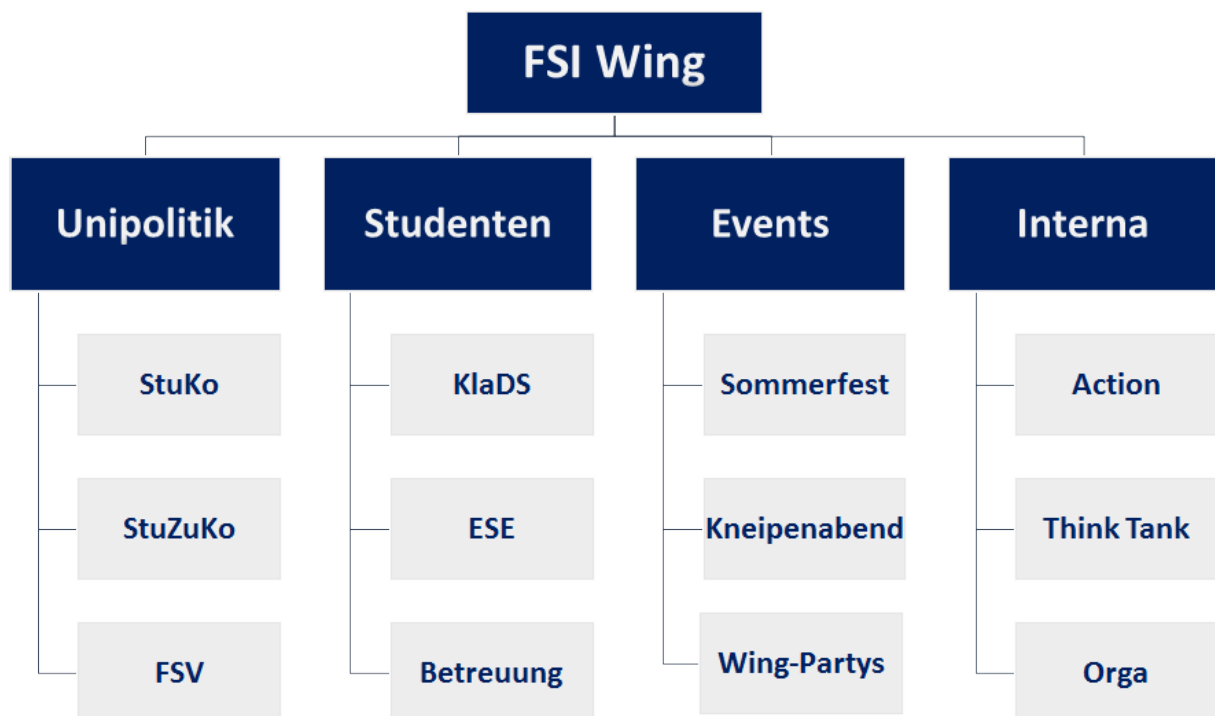 FSI Wing
Unipolitik
Studenten
Events
Interna
StuKo
KlaDS
Sommerfest
Action
StuZuKo
ESE
Kneipenabend
Think Tank
FSV
Betreuung
Wing-Partys
Orga